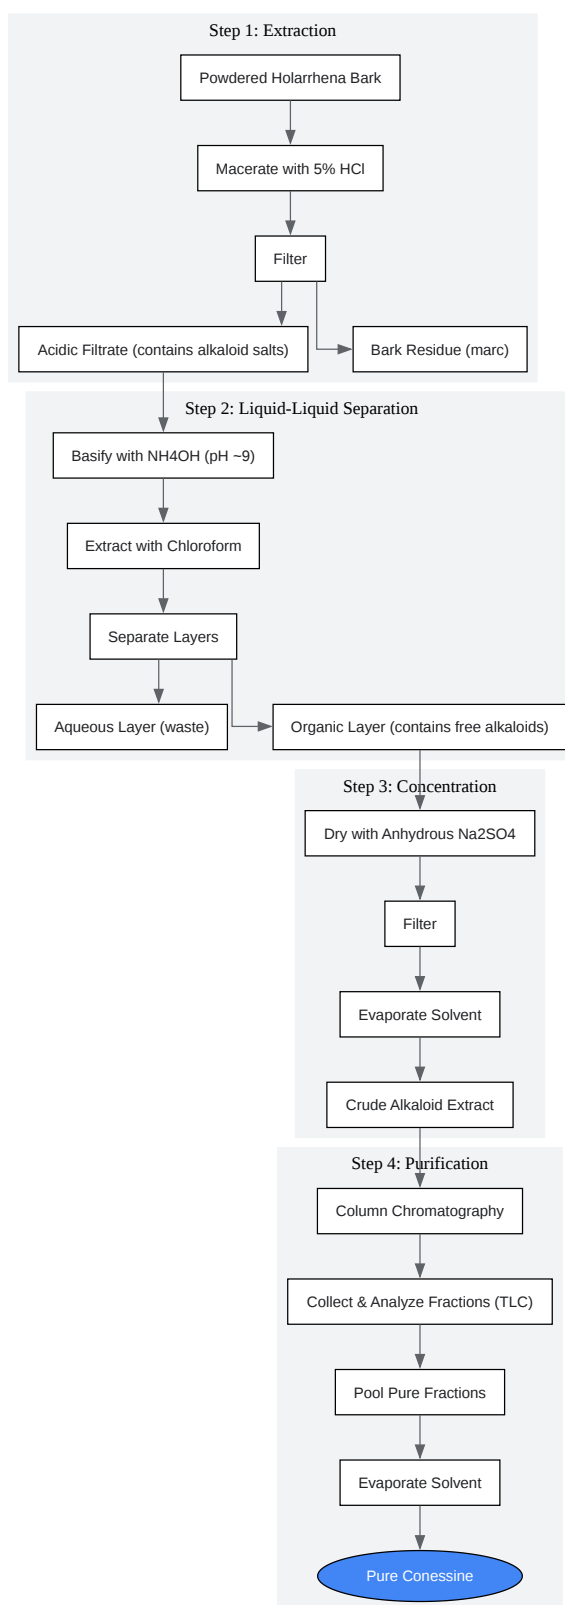 Step 1: Extraction
Powdered Holarrhena Bark
Macerate with 5% HCl
Filter
Acidic Filtrate (contains alkaloid salts)
Bark Residue (marc)
Step 2: Liquid-Liquid Separation
Basify with NH4OH (pH ~9)
Extract with Chloroform
Separate Layers
Aqueous Layer (waste)
Organic Layer (contains free alkaloids)
Step 3: Concentration
Dry with Anhydrous Na2SO4
Filter
Evaporate Solvent
Crude Alkaloid Extract
Step 4: Purification
Column Chromatography
Collect & Analyze Fractions (TLC)
Pool Pure Fractions
Evaporate Solvent
Pure Conessine